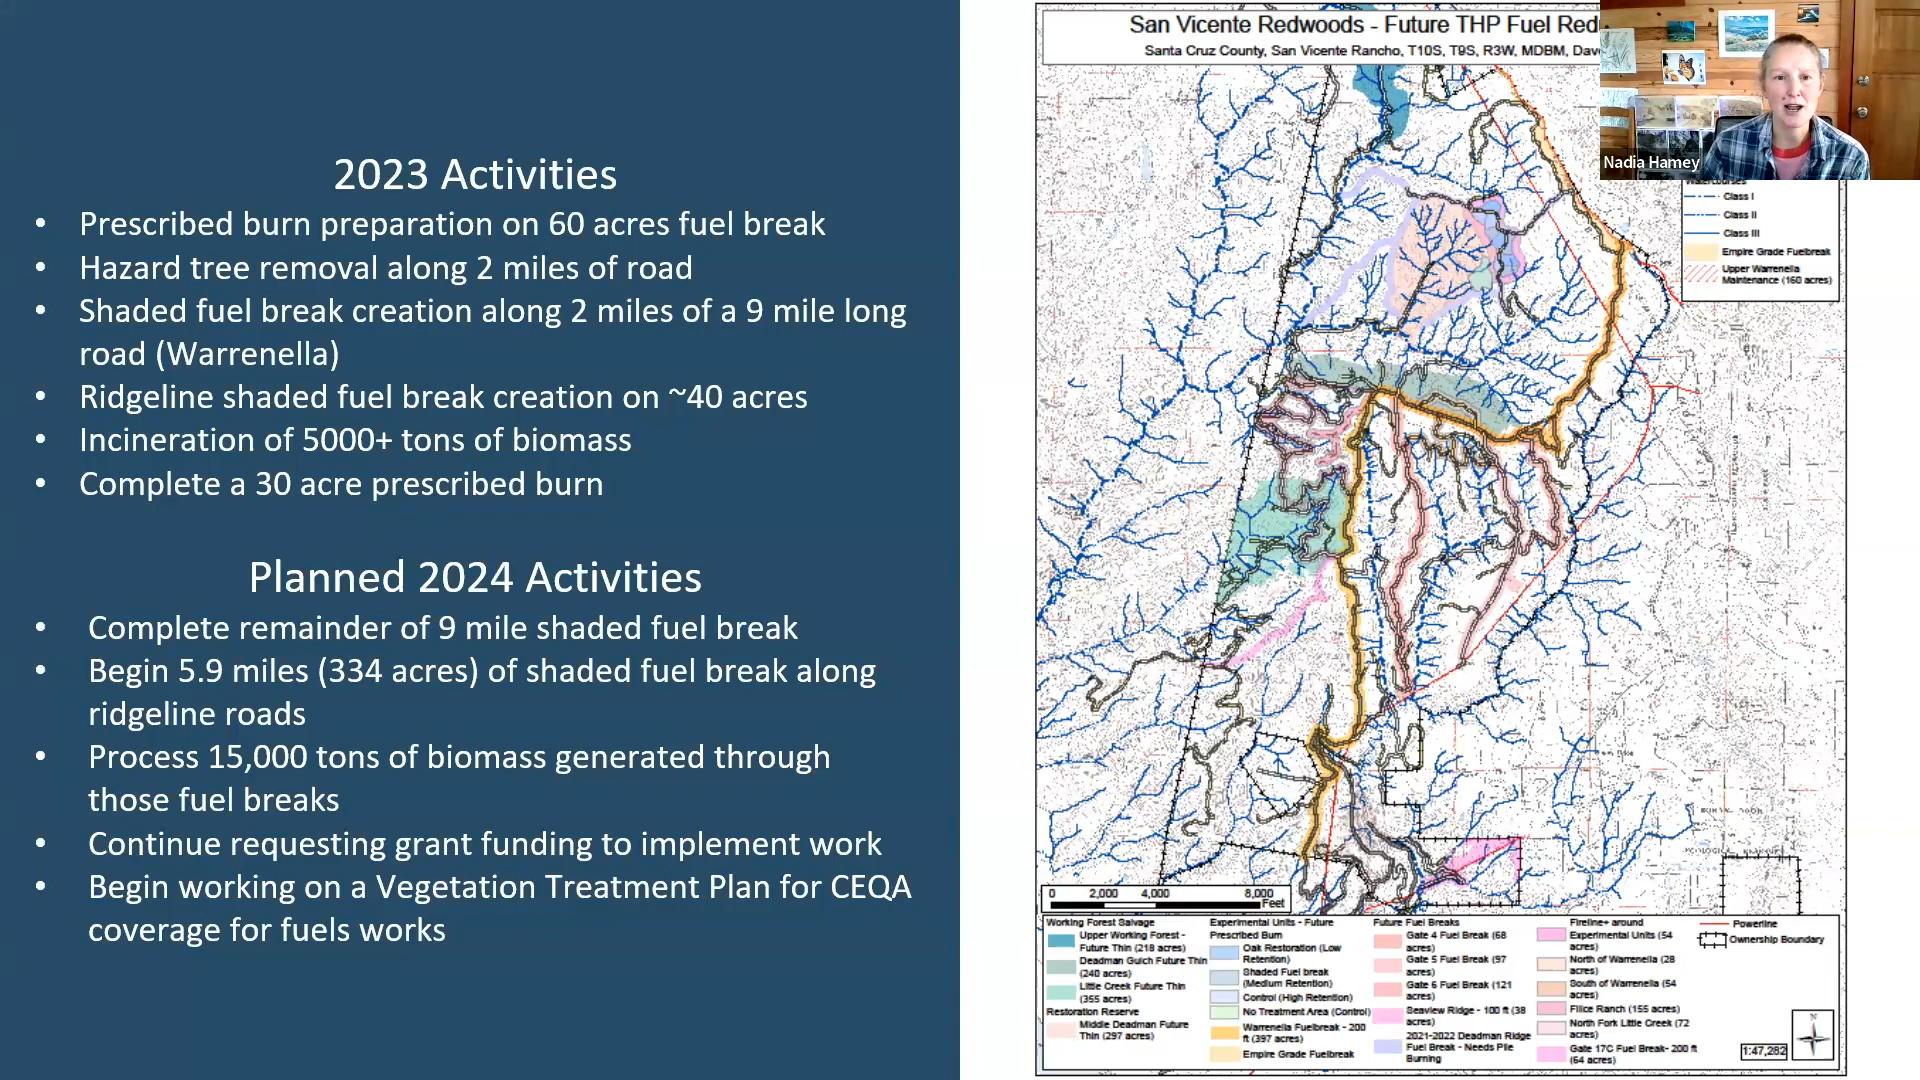 2023 Activities
• Prescribed burn preparation on 60 acres fuel break
• Hazard tree removal along 2 miles of road
• Shaded fuel break creation along 2 miles of a 9 mile long
road (Warrenella)
• Ridgeline shaded fuel break creation on ~40 acres
• Incineration of 5000+ tons of biomass
• Complete a 30 acre prescribed burn
Planned 2024 Activities
• Complete remainder of 9 mile shaded fuel break
• Begin 5.9 miles (334 acres) of shaded fuel break along
ridgeline roads
• Process 15,000 tons of biomass generated through
those fuel breaks
• Continue requesting grant funding to implement work
• Begin working on a Vegetation Treatment Plan for CEQA
coverage for fuels works
San Vicente Redwoods - Future THP Fuel Red
Santa Cruz County, San Vicente Rancho, T10S, T9S, R3W, MDBM, Dav
Nadia Hamey
Watercourses
Class I
Class II
Class III
Empire Grade Fuelbreak
Upper Warrenella
Maintenance (160 acres)
0 2,000 4,000 8,000
Feet
Working Forest Salvage
Upper Working Forest -
Future Thin (218 acres)
Deadman Gulch Future Thin
(240 acres)
Little Creek Future Thin
(355 acres)
Restoration Reserve
Middle Deadman Future
Thin (297 acres)
Experimental Units - Future
Prescribed Burn
Oak Restoration (Low
Retention)
Shaded Fuel break
(Medium Retention)
Control (High Retention)
No Treatment Area (Control)
Warrenella Fuelbreak - 200
ft (397 acres)
Empire Grade Fuelbreak
Future Fuel Breaks
Gate 4 Fuel Break (68
acres)
Gate 5 Fuel Break (97
acres)
Gate 6 Fuel Break (121
acres)
Seaview Ridge - 100 ft (38
acres)
2021-2022 Deadman Ridge
Fuel Break - Needs Pile
Burning
Fireline+ around
Experimental Units (54
acres)
North of Warrenella (28
acres)
South of Warrenella (54
acres)
Filice Ranch (155 acres)
North Fork Little Creek (72
acres)
Gate 17C Fuel Break- 200 ft
(64 acres)
Powerline
Ownership Boundary
N
1:47,282